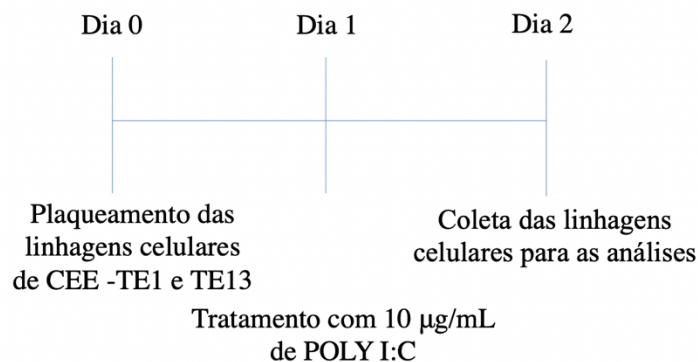 Dia 0
Dia 1
Dia 2
Plaqueamento das
linhagens celulares
de CEE -TE1 e TE13
Coleta das linhagens
celulares para as análises
Tratamento com 10 µg/mL
de POLY I:C